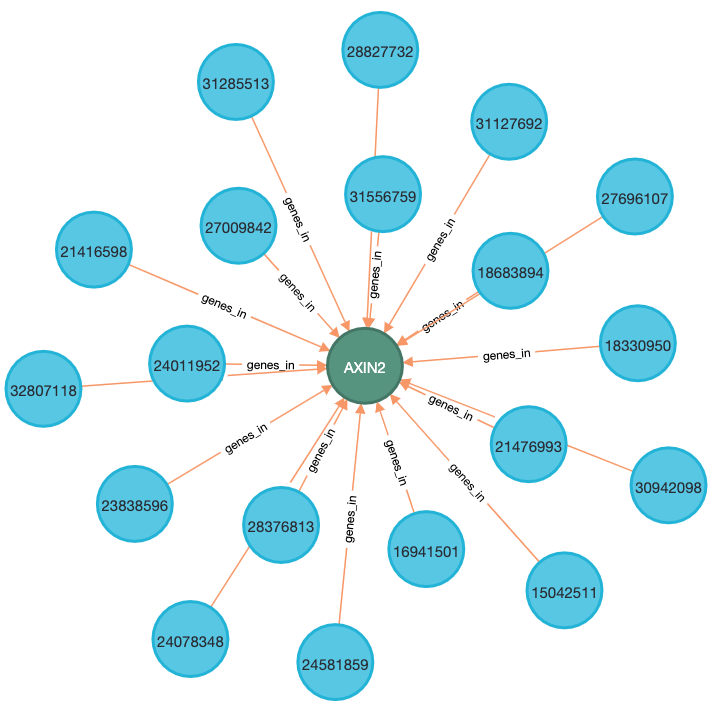 28827732
31285513
31127692
31556759
27696107
27009842
genes_in
21416598
genes_in
18683894
genes_in
genes_in
genes_in
genes_in
genes_in
18330950
genes_in
24011952
genes_in
AXIN2
32807118
genes_in
genes_in
21476993
genes_in
genes_in
genes_in
30942098
23838596
28376813
genes_in
16941501
15042511
24078348
24581859